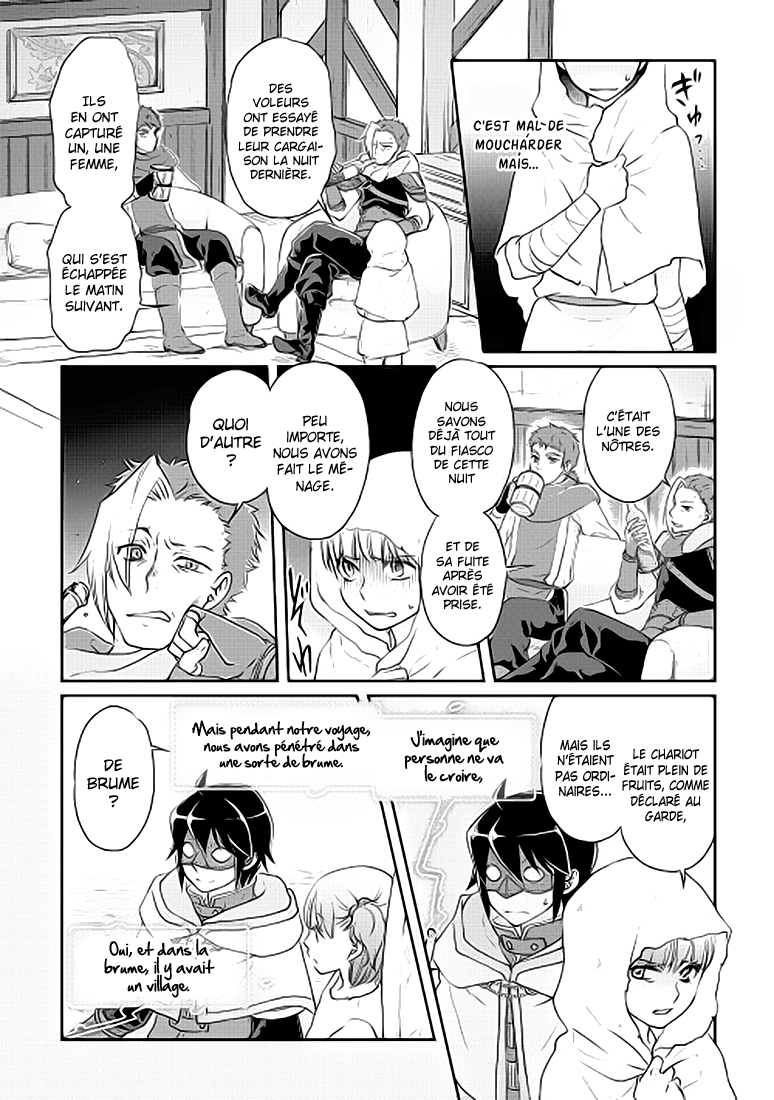 C'EST MAL DE
MOUCHARDER
MAIS...
DES
VOLEURS
ONT ESSAYÉ
DE PRENDRE
LEUR CARGAI-
SON LA NUIT
DERNIÈRE.
ILS
EN ONT
CAPTURÉ
UN, UNE
FEMME,
QUI S'EST
ÉCHAPPÉE
LE MATIN
SUIVANT.
C'ÉTAIT
L'UNE DES
NÔTRES.
NOUS
SAVONS
DÉJÀ TOUT
DU FIASCO
DE CETTE
NUIT
ET DE
SA FUITE
APRÈS
AVOIR ÉTÉ
PRISE.
PEU
IMPORTE,
NOUS AVONS
FAIT LE MÉ-
NAGE.
QUOI
D'AUTRE
?
LE CHARIOT
ÉTAIT PLEIN DE
FRUITS, COMME
DÉCLARÉ AU
GARDE,
MAIS ILS
N'ÉTAIENT
PAS ORDI-
NAIRES...
J'imagine que
personne ne va
le croire,
Mais pendant notre voyage,
nous avons pénétré dans
une sorte de brume.
DE
BRUME
?
Oui, et dans la
brume, il y avait
un village.